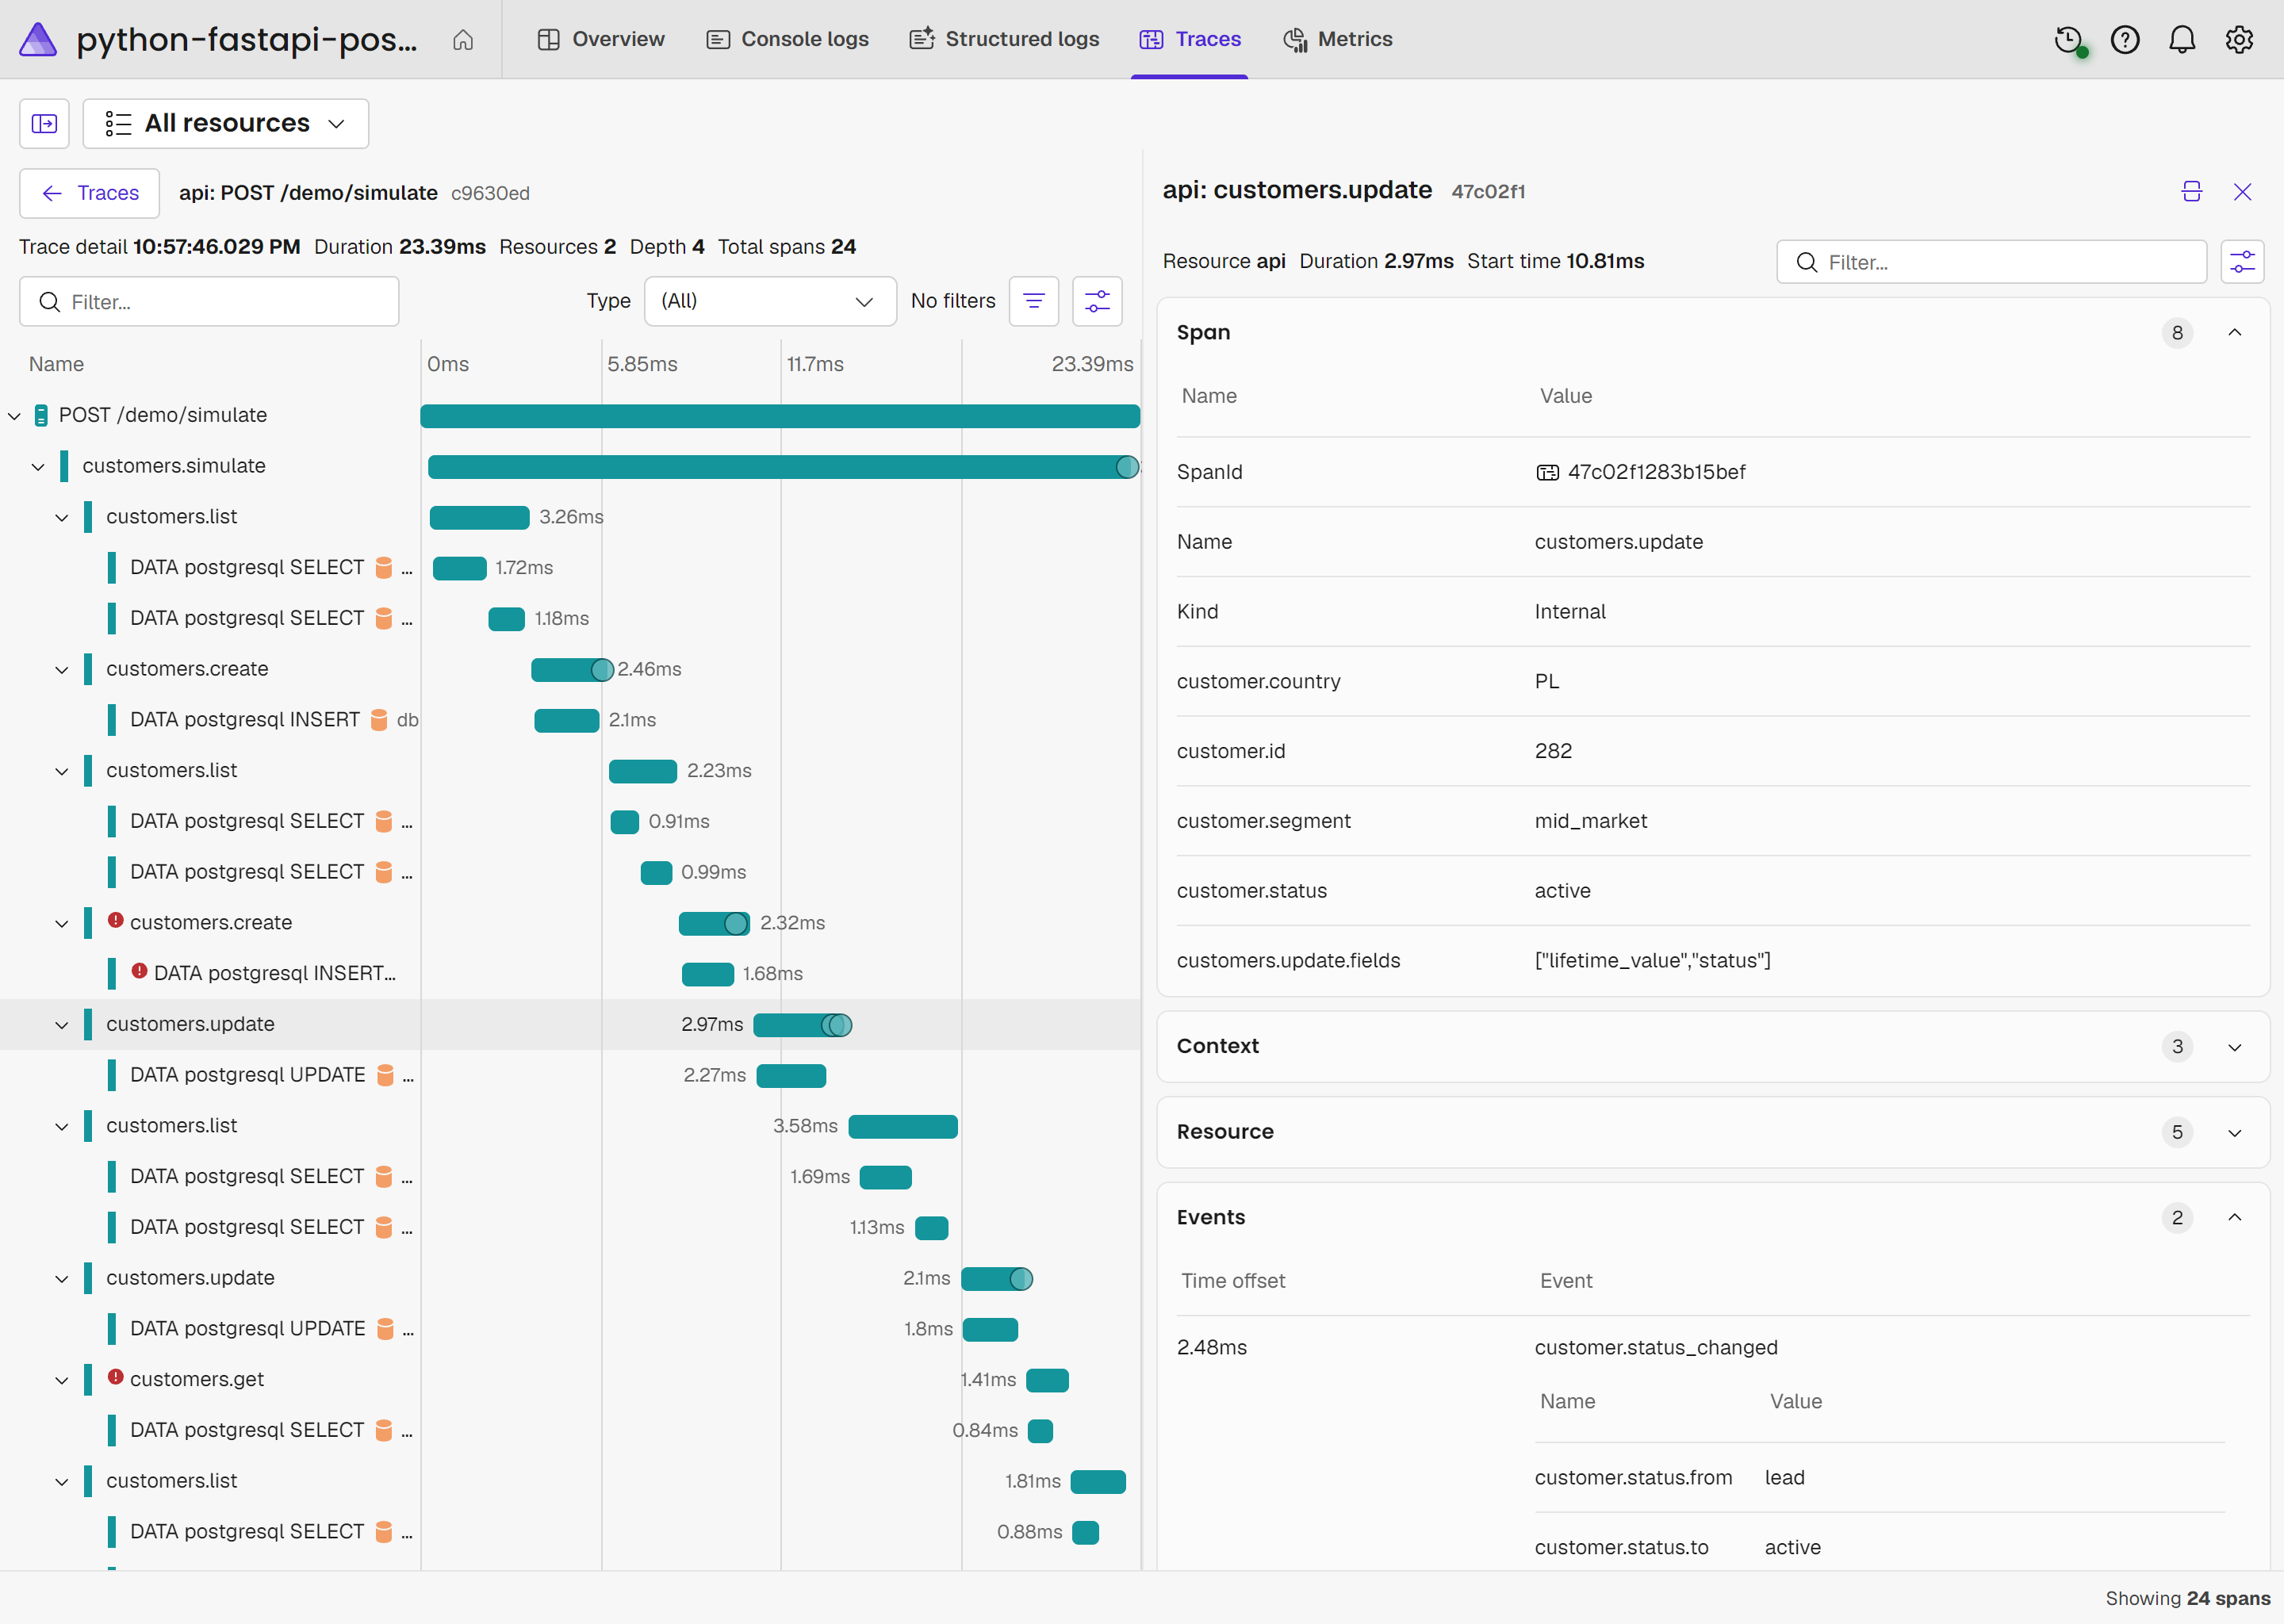 python-fastapi-pos...
Overview
Console logs
Structured logs
Traces
Metrics
All resources
Traces
api: POST /demo/simulate c9630ed
Trace detail 10:57:46.029 PM Duration 23.39ms Resources 2 Depth 4 Total spans 24
Filter...
Type
(All)
No filters
Name
0ms
5.85ms
11.7ms
23.39ms
POST /demo/simulate
customers.simulate
customers.list
3.26ms
DATA postgresql SELECT ...
1.72ms
DATA postgresql SELECT ...
1.18ms
customers.create
2.46ms
DATA postgresql INSERT db
2.1ms
customers.list
2.23ms
DATA postgresql SELECT ...
0.91ms
DATA postgresql SELECT ...
0.99ms
customers.create
2.32ms
DATA postgresql INSERT...
1.68ms
customers.update
2.97ms
DATA postgresql UPDATE ...
2.27ms
customers.list
3.58ms
DATA postgresql SELECT ...
1.69ms
DATA postgresql SELECT ...
1.13ms
customers.update
2.1ms
DATA postgresql UPDATE ...
1.8ms
customers.get
1.41ms
DATA postgresql SELECT ...
0.84ms
customers.list
1.81ms
DATA postgresql SELECT ...
0.88ms
api: customers.update 47c02f1
Resource api Duration 2.97ms Start time 10.81ms
Filter...
Span
8
Name
Value
SpanId
47c02f1283b15bef
Name
customers.update
Kind
Internal
customer.country
PL
customer.id
282
customer.segment
mid_market
customer.status
active
customers.update.fields
["lifetime_value","status"]
Context
3
Resource
5
Events
2
Time offset
Event
2.48ms
customer.status_changed
Name
Value
customer.status.from
lead
customer.status.to
active
Showing 24 spans